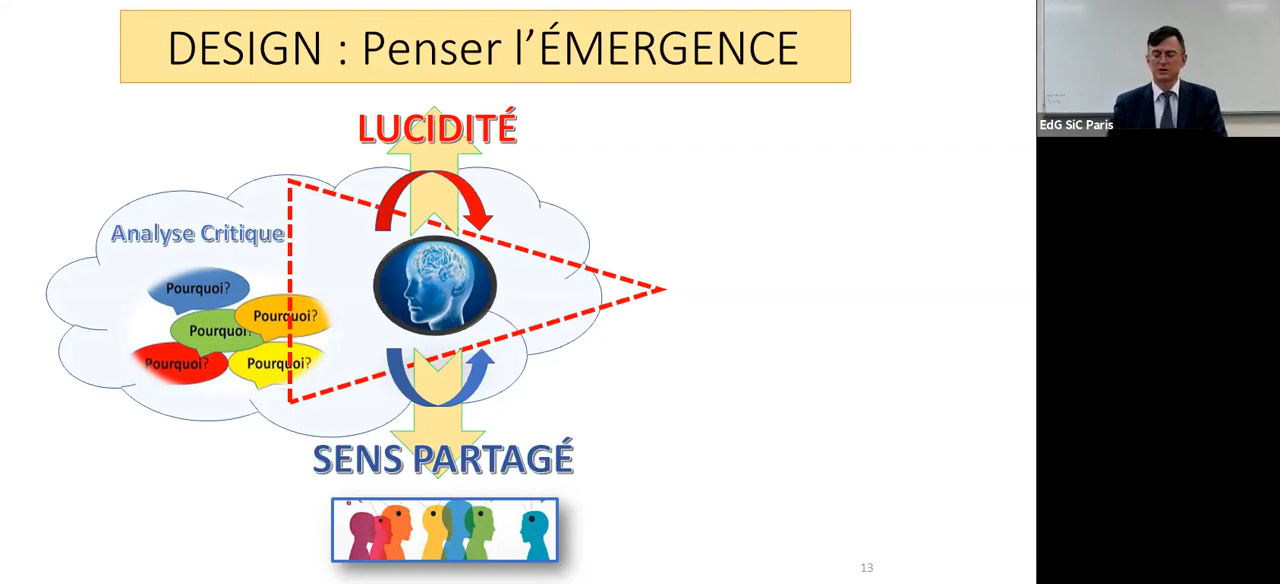 DESIGN : Penser l’ÉMERGENCE
LUCIDITÉ
Analyse Critique
Pourquoi?
Pourquoi?
Pourquoi?
Pourquoi?
Pourquoi?
SENS PARTAGÉ
13
EdG SiC Paris